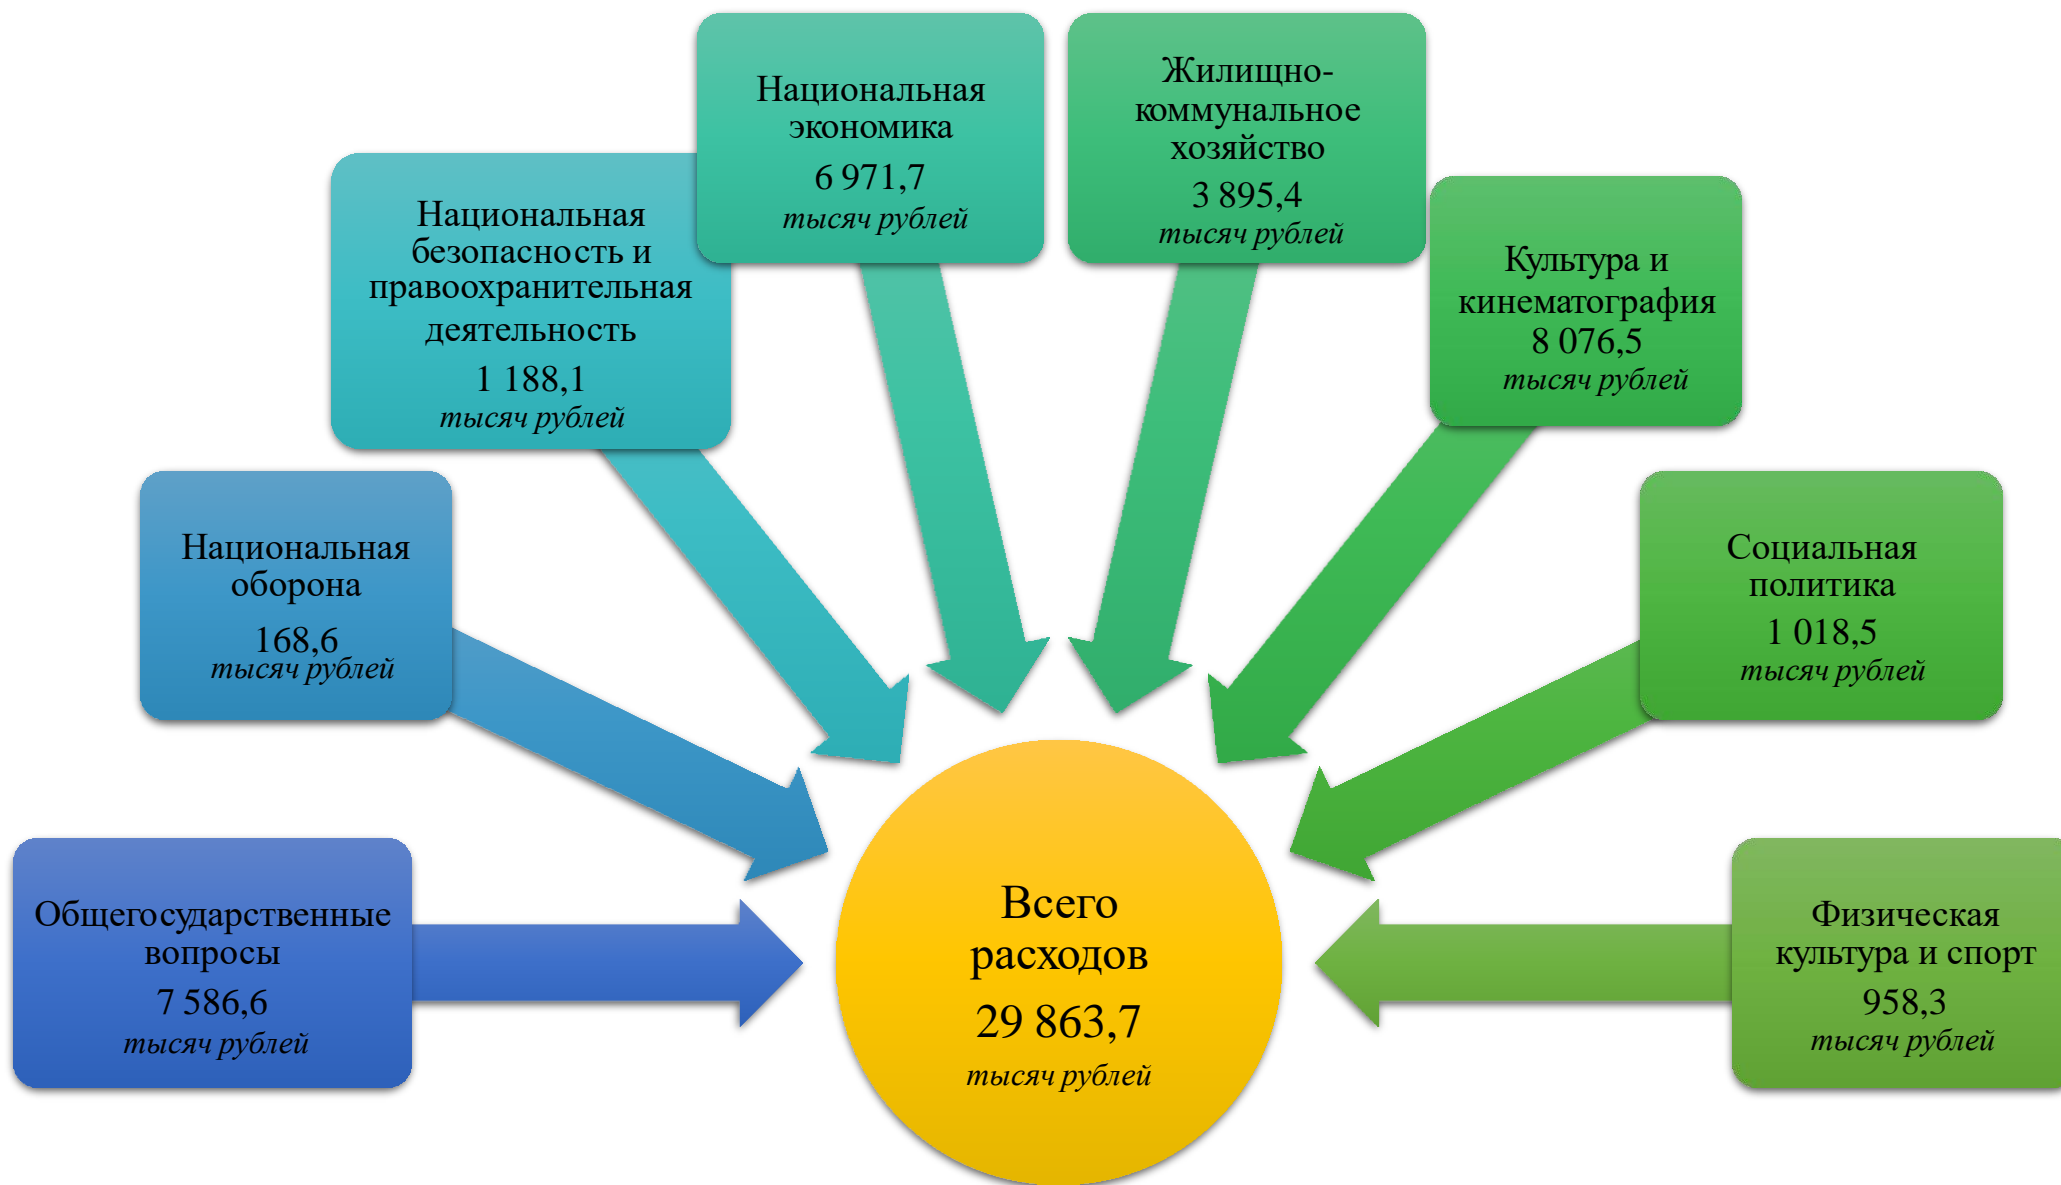 Национальная
экономика
6 971,7
тысяч рублей
Жилищно-
коммунальное
хозяйство
3 895,4
тысяч рублей
Национальная
безопасность и
правоохранительная
деятельность
1 188,1
тысяч рублей
Культура и
кинематография
8 076,5
тысяч рублей
Национальная
оборона
168,6
тысяч рублей
Социальная
политика
1 018,5
тысяч рублей
Общегосударственные
вопросы
7 586,6
тысяч рублей
Всего
расходов
29 863,7
тысяч рублей
Физическая
культура и спорт
958,3
тысяч рублей